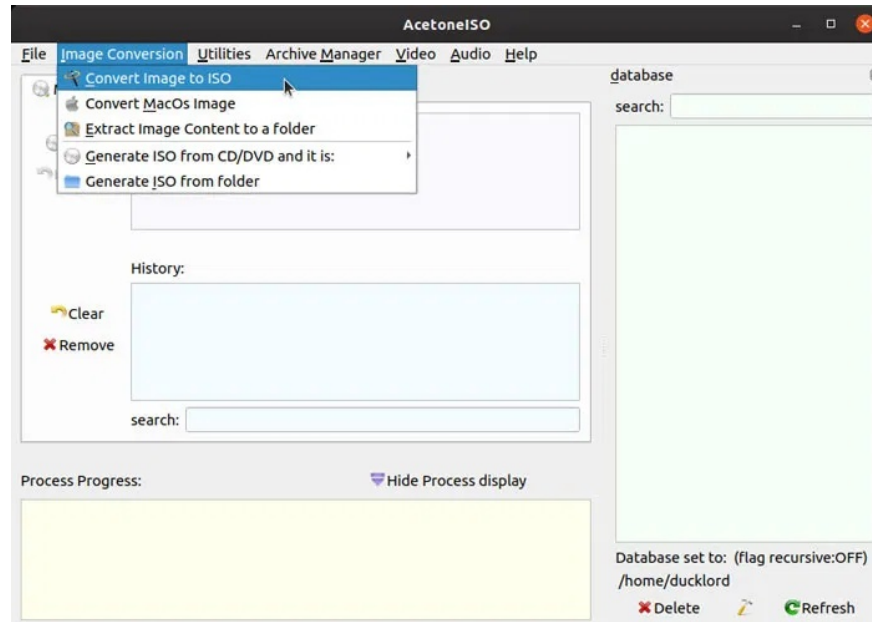 AcetoneISO
File Image Conversion Utilities Archive Manager Video Audio Help
Convert Image to ISO
Convert MacOs Image
Extract Image Content to a folder
Generate ISO from CD/DVD and it is:
Generate ISO from folder
History:
Clear
Remove
search:
Process Progress:
Hide Process display
database
search:
Database set to: (flag recursive:OFF)
/home/ducklord
Delete
Refresh